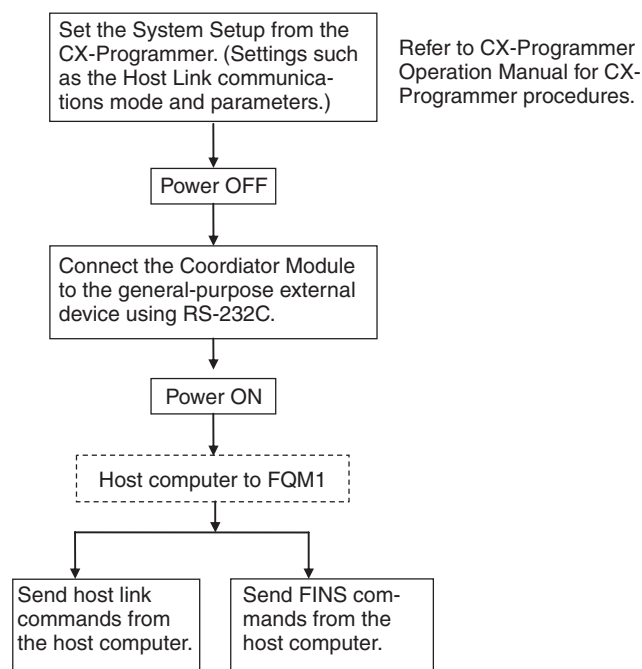 Set the System Setup from the
CX-Programmer. (Settings such
as the Host Link communica-
tions mode and parameters.)
Refer to CX-Programmer
Operation Manual for CX-
Programmer procedures.
Power OFF
Connect the Coordiator Module
to the general-purpose external
device using RS-232C.
Power ON
Host computer to FQM1
Send host link
commands from
the host computer.
Send FINS com-
mands from the
host computer.